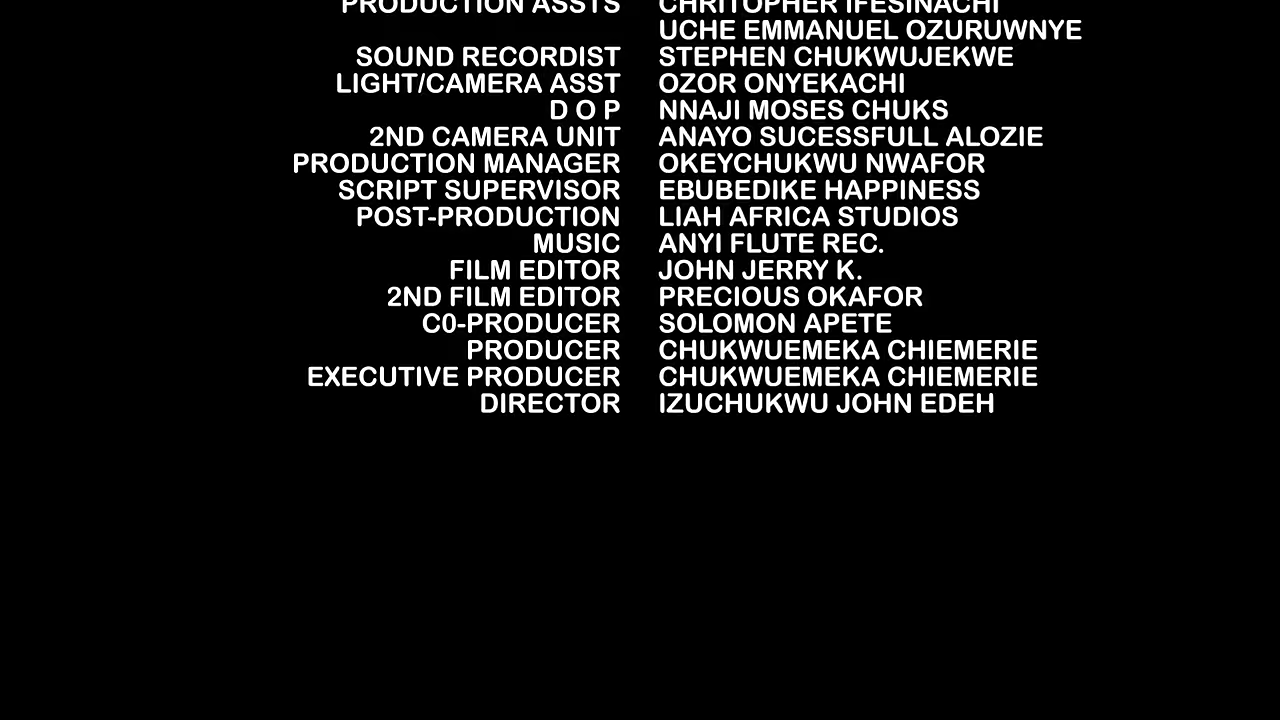 PRODUCTION ASSTS CHRITOPHER IFESINACHI
UCHE EMMANUEL OZURUWNYE
SOUND RECORDIST STEPHEN CHUKWUJEKWE
LIGHT/CAMERA ASST OZOR ONYEKACHI
D O P NNAJI MOSES CHUKS
2ND CAMERA UNIT ANAYO SUCESSFULL ALOZIE
PRODUCTION MANAGER OKEYCHUKWU NWAFOR
SCRIPT SUPERVISOR EBUBEDIKE HAPPINESS
POST-PRODUCTION LIAH AFRICA STUDIOS
MUSIC ANYI FLUTE REC.
FILM EDITOR JOHN JERRY K.
2ND FILM EDITOR PRECIOUS OKAFOR
C0-PRODUCER SOLOMON APETE
PRODUCER CHUKWUEMEKA CHIEMERIE
EXECUTIVE PRODUCER CHUKWUEMEKA CHIEMERIE
DIRECTOR IZUCHUKWU JOHN EDEH